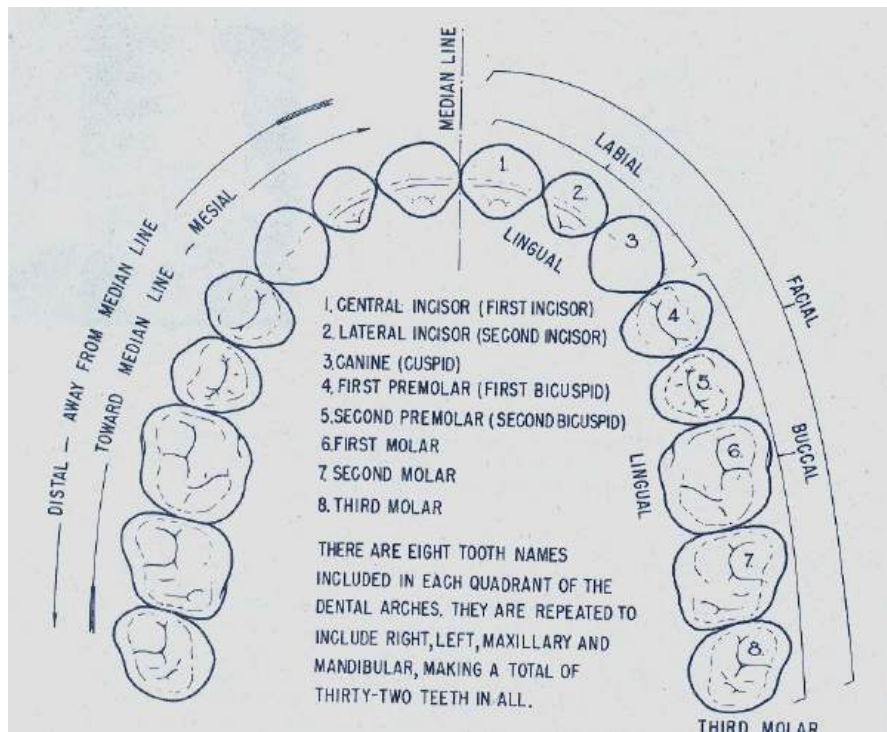 MEDIAN LINE
LABIAL
FACIAL
BUCCAL
LINGUAL
LINGUAL
MESIAL
TOWARD MEDIAN LINE –
DISTAL – AWAY FROM MEDIAN LINE
1.
2.
3
4.
5.
6.
7.
8.
1. CENTRAL INCISOR (FIRST INCISOR)
2. LATERAL INCISOR (SECOND INCISOR)
3. CANINE (CUSPID)
4. FIRST PREMOLAR (FIRST BICUSPID)
5. SECOND PREMOLAR (SECOND BICUSPID)
6. FIRST MOLAR
7. SECOND MOLAR
8. THIRD MOLAR
THERE ARE EIGHT TOOTH NAMES
INCLUDED IN EACH QUADRANT OF THE
DENTAL ARCHES. THEY ARE REPEATED TO
INCLUDE RIGHT, LEFT, MAXILLARY AND
MANDIBULAR, MAKING A TOTAL OF
THIRTY-TWO TEETH IN ALL.
THIRD MOLAR